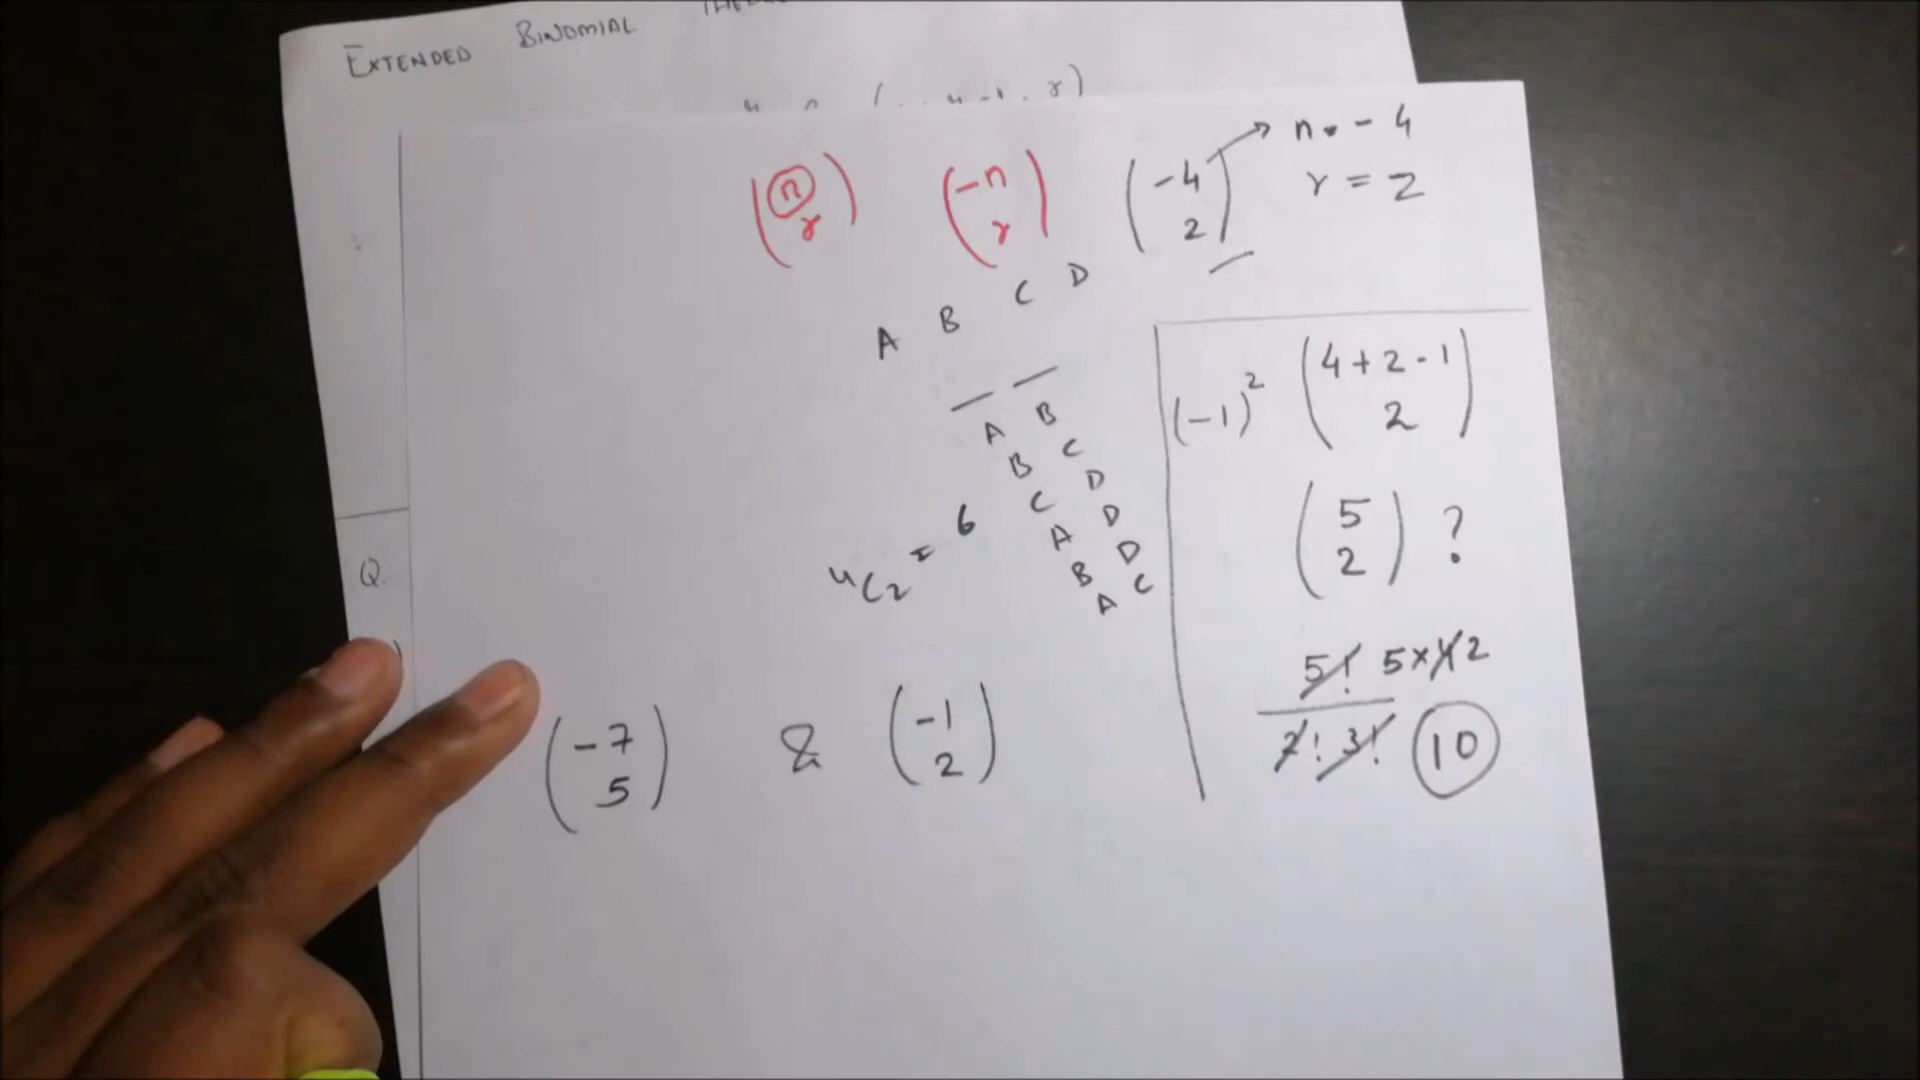 EXTENDED BINOMIAL
(n r) (-n r) (-4 2) → n = -4
r = 2
A B C D
A B
B C
C D
A D
B D
A C
4C2 = 6
(-1)^2 (4+2-1 2)
(5 2) ?
5! 5×4 2
2! 3! 10
Q.
(-7 5) & (-1 2)